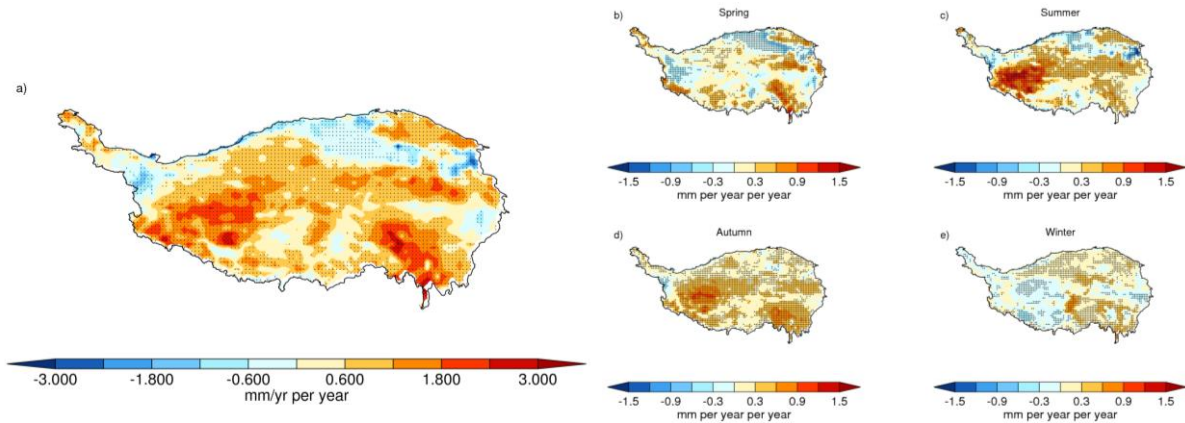 a)
-3.000 -1.800 -0.600 0.600 1.800 3.000
mm/yr per year
b) Spring
-1.5 -0.9 -0.3 0.3 0.9 1.5
mm per year per year
c) Summer
-1.5 -0.9 -0.3 0.3 0.9 1.5
mm per year per year
d) Autumn
-1.5 -0.9 -0.3 0.3 0.9 1.5
mm per year per year
e) Winter
-1.5 -0.9 -0.3 0.3 0.9 1.5
mm per year per year